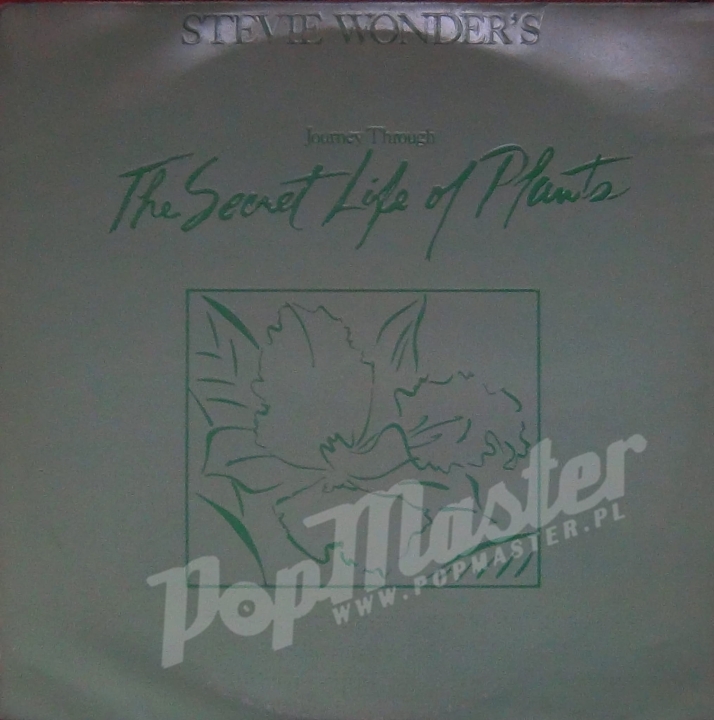 STEVIE WONDER'S
Journey Through
The Secret Life of Plants
PopMaster
WWW.POPMASTER.PL